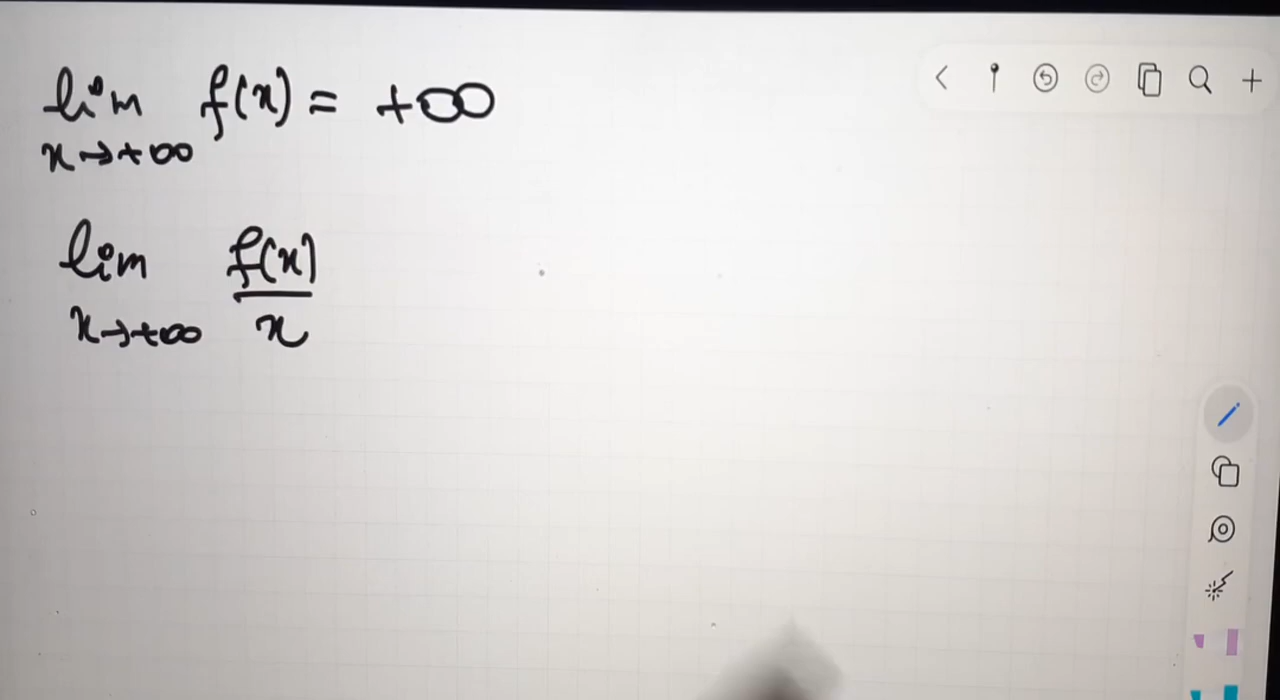 lim f(x) = +∞
x→+∞
lim f(x)
x→+∞ x